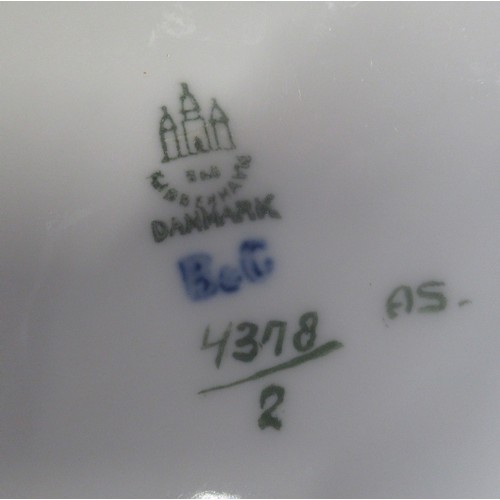 B&G
KJØBENHAVN
DANMARK
B&G
4378
2
AS.